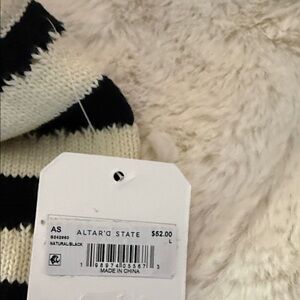 AS ALTAR'D STATE $52.00
L
NATURAL/BLACK
MADE IN CHINA